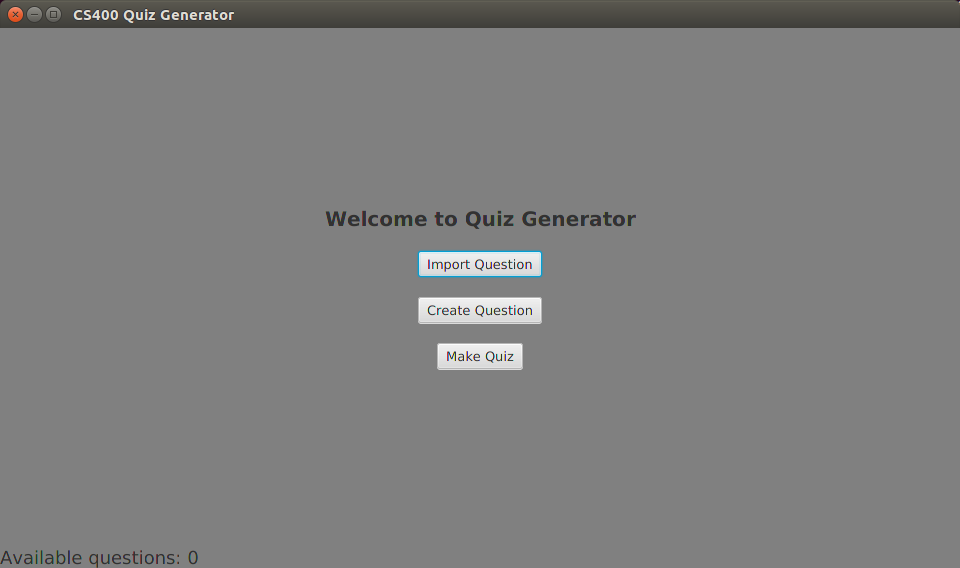 CS400 Quiz Generator
Welcome to Quiz Generator
Import Question
Create Question
Make Quiz
Available questions: 0